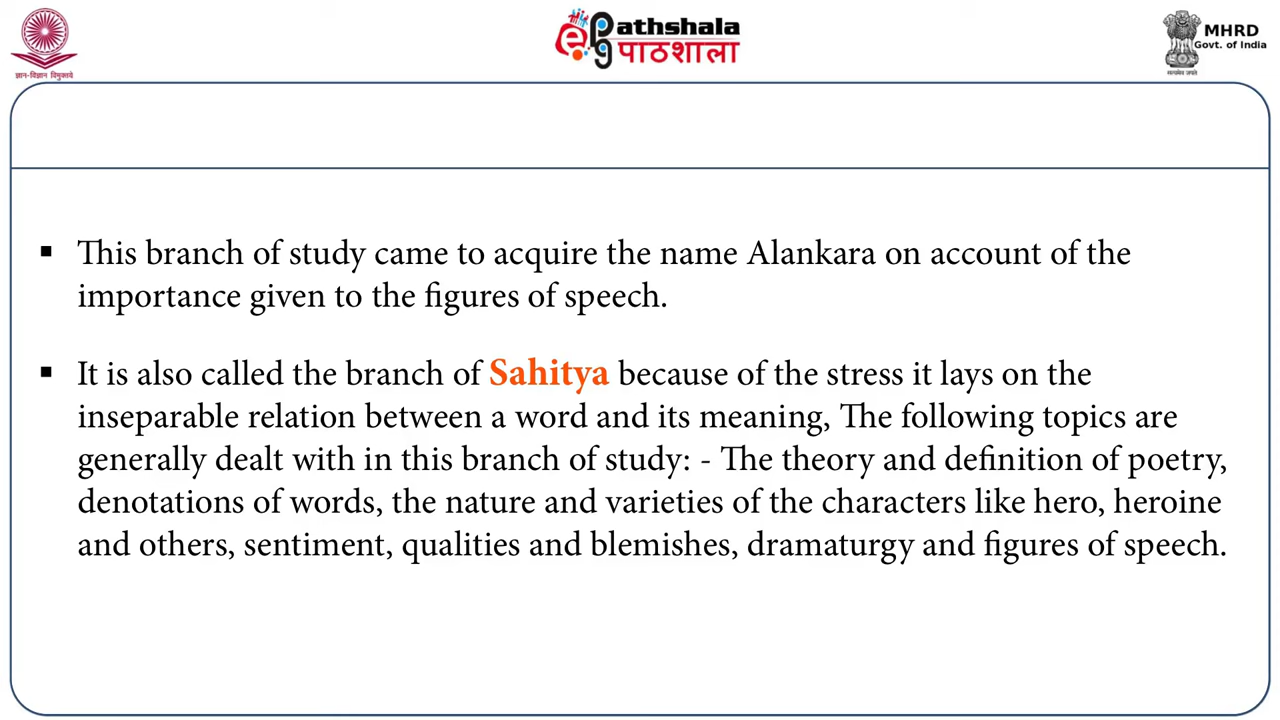 ज्ञान-विज्ञान विमुक्तये
ePathshala
पाठशाला
MHRD
Govt. of India
सत्यमेव जयते
▪ This branch of study came to acquire the name Alankara on account of the
importance given to the figures of speech.
▪ It is also called the branch of Sahitya because of the stress it lays on the
inseparable relation between a word and its meaning, The following topics are
generally dealt with in this branch of study: - The theory and definition of poetry,
denotations of words, the nature and varieties of the characters like hero, heroine
and others, sentiment, qualities and blemishes, dramaturgy and figures of speech.